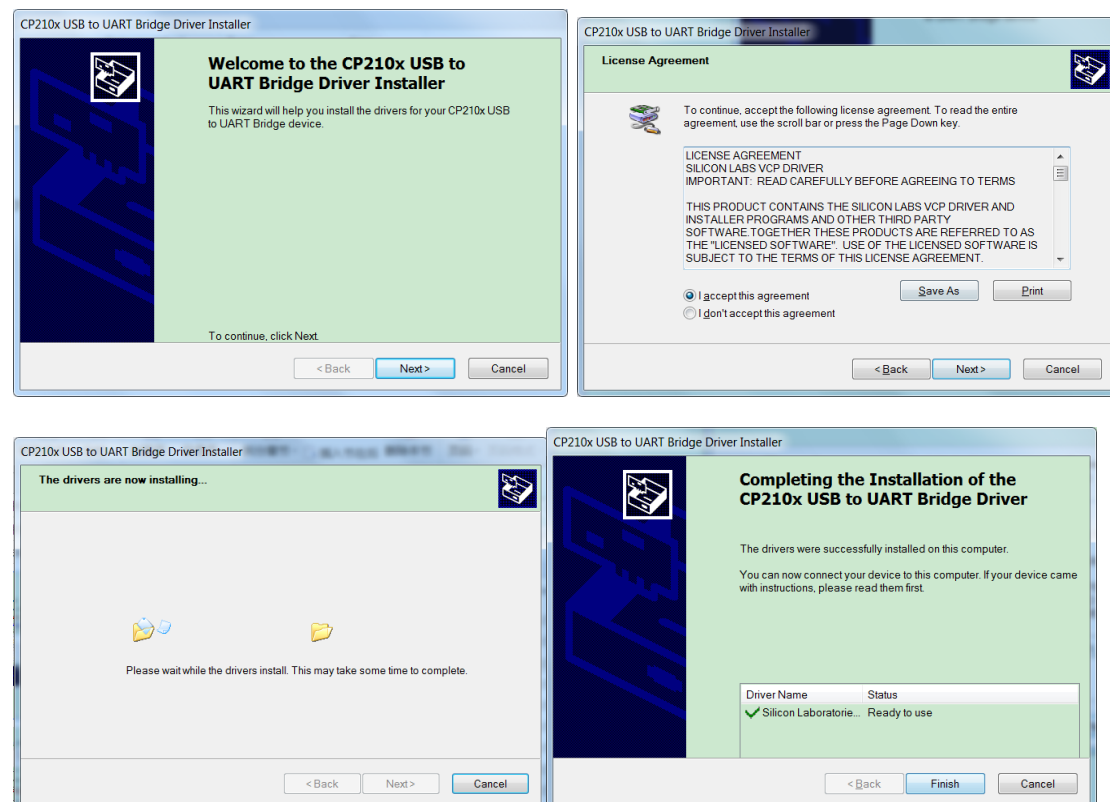 CP210x USB to UART Bridge Driver Installer
Welcome to the CP210x USB to
UART Bridge Driver Installer
This wizard will help you install the drivers for your CP210x USB
to UART Bridge device.
To continue, click Next.
< Back
Next >
Cancel
CP210x USB to UART Bridge Driver Installer
License Agreement
To continue, accept the following license agreement. To read the entire
agreement, use the scroll bar or press the Page Down key.
LICENSE AGREEMENT
SILICON LABS VCP DRIVER
IMPORTANT: READ CAREFULLY BEFORE AGREEING TO TERMS
THIS PRODUCT CONTAINS THE SILICON LABS VCP DRIVER AND
INSTALLER PROGRAMS AND OTHER THIRD PARTY
SOFTWARE.TOGETHER THESE PRODUCTS ARE REFERRED TO AS
THE "LICENSED SOFTWARE". USE OF THE LICENSED SOFTWARE IS
SUBJECT TO THE TERMS OF THIS LICENSE AGREEMENT.
I accept this agreement
I don't accept this agreement
Save As
Print
< Back
Next >
Cancel
CP210x USB to UART Bridge Driver Installer
The drivers are now installing...
Please wait while the drivers install. This may take some time to complete.
< Back
Next >
Cancel
CP210x USB to UART Bridge Driver Installer
Completing the Installation of the
CP210x USB to UART Bridge Driver
The drivers were successfully installed on this computer.
You can now connect your device to this computer. If your device came
with instructions, please read them first.
Driver Name Status
Silicon Laboratorie... Ready to use
< Back
Finish
Cancel